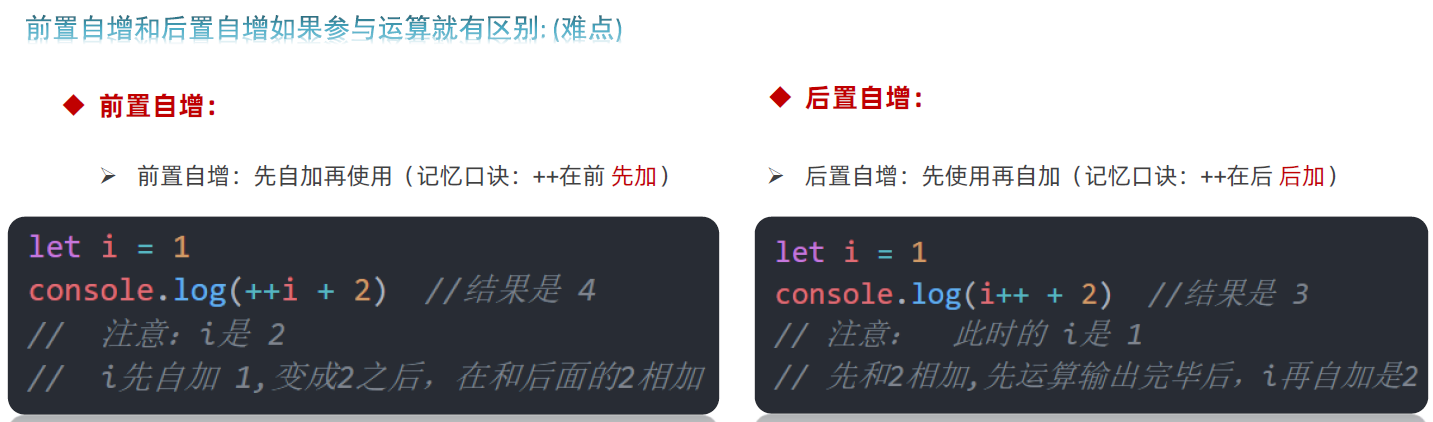 前置自增和后置自增如果参与运算就有区别:(难点)
◆ 前置自增：
➢ 前置自增：先自加再使用（记忆口诀：++在前 先加）
let i = 1
console.log(++i + 2)  //结果是 4
//  注意：i是 2
//  i先自加 1,变成2之后，在和后面的2相加
◆ 后置自增：
➢ 后置自增：先使用再自加（记忆口诀：++在后 后加）
let i = 1
console.log(i++ + 2)  //结果是 3
// 注意：  此时的 i是 1
// 先和2相加,先运算输出完毕后，i再自加是2